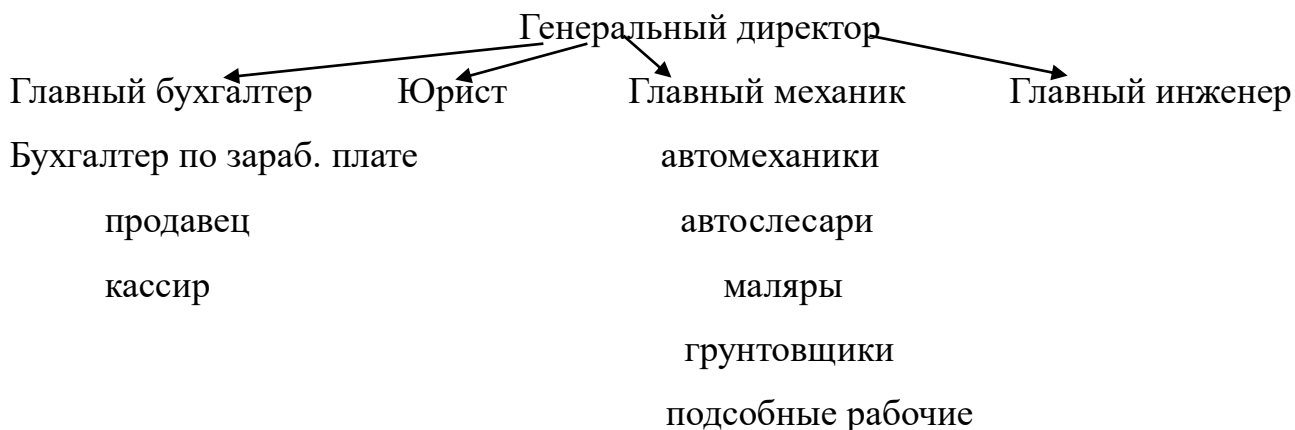 Генеральный директор
Главный бухгалтер Юрист Главный механик Главный инженер
Бухгалтер по зараб. плате автомеханики
продавец автослесари
кассир маляры
грунтовщики
подсобные рабочие